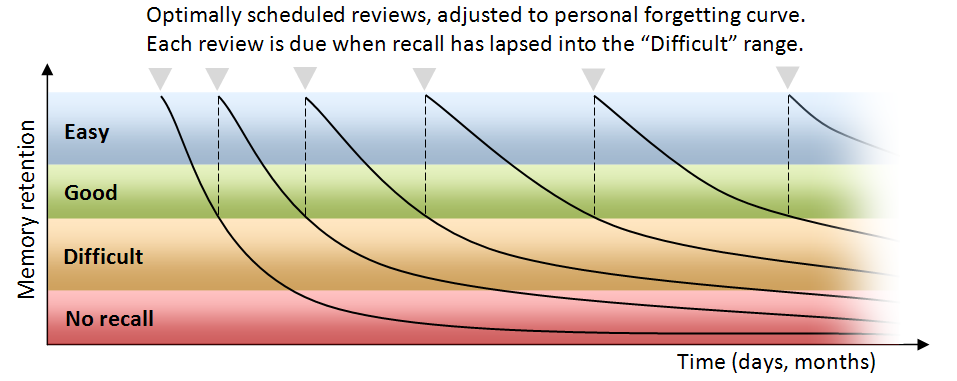 Optimally scheduled reviews, adjusted to personal forgetting curve.
Each review is due when recall has lapsed into the “Difficult” range.
Memory retention
Easy
Good
Difficult
No recall
Time (days, months)